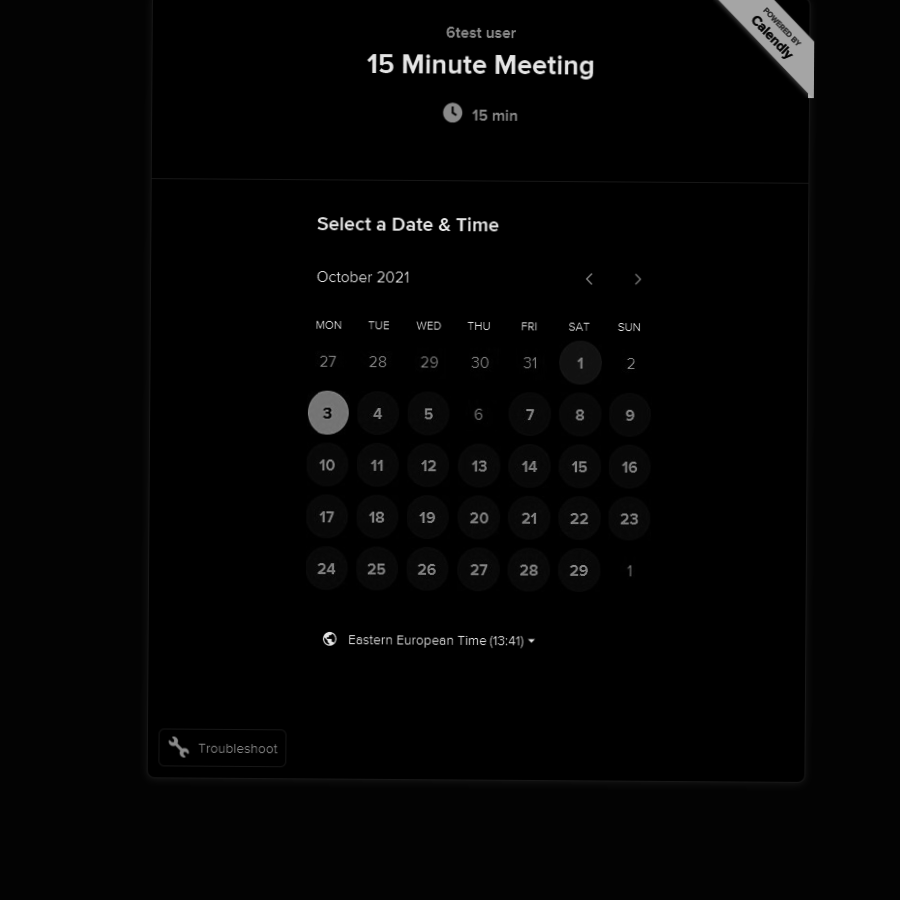 POWERED BY
Calendly
6test user
15 Minute Meeting
15 min
Select a Date & Time
October 2021
MON TUE WED THU FRI SAT SUN
27 28 29 30 31 1 2
3 4 5 6 7 8 9
10 11 12 13 14 15 16
17 18 19 20 21 22 23
24 25 26 27 28 29 1
Eastern European Time (13:41)
Troubleshoot